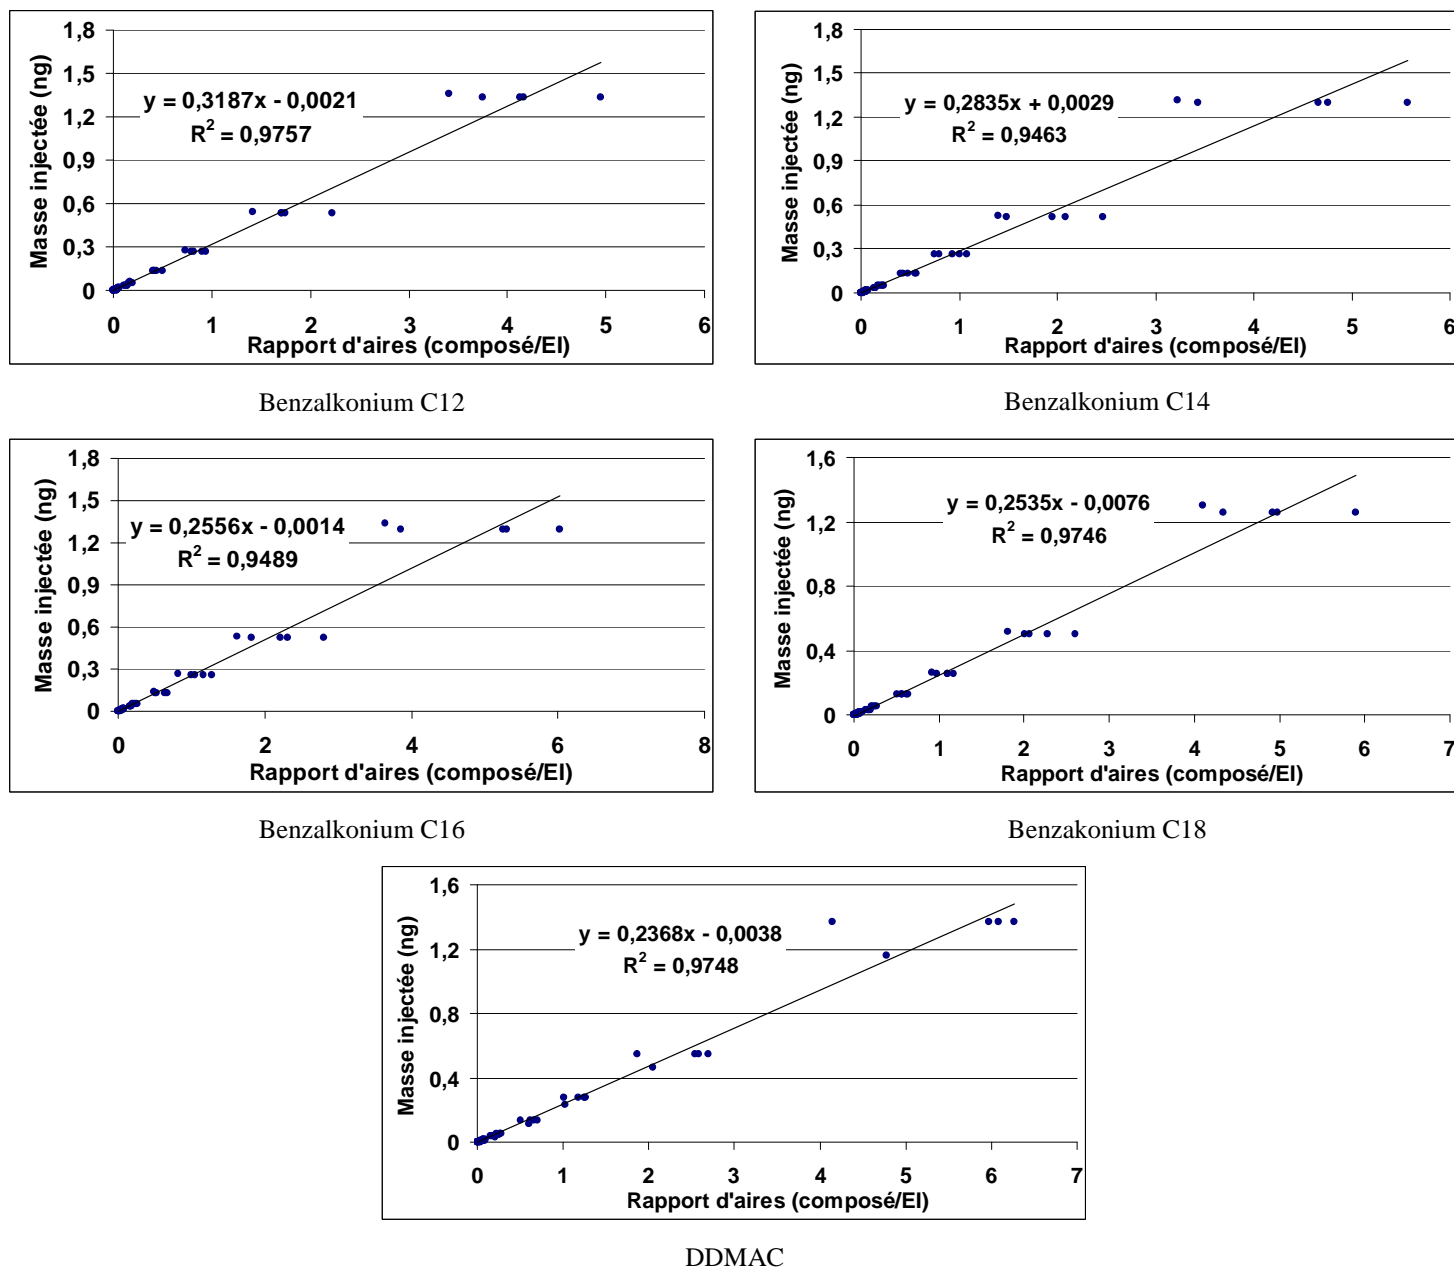 1,8
1,5
1,2
0,9
0,6
0,3
0
Masse injectée (ng)
y = 0,3187x - 0,0021
R² = 0,9757
0 1 2 3 4 5 6
Rapport d'aires (composé/EI)
Benzalkonium C12
1,8
1,5
1,2
0,9
0,6
0,3
0
Masse injectée (ng)
y = 0,2835x + 0,0029
R² = 0,9463
0 1 2 3 4 5 6
Rapport d'aires (composé/EI)
Benzalkonium C14
1,8
1,5
1,2
0,9
0,6
0,3
0
Masse injectée (ng)
y = 0,2556x - 0,0014
R² = 0,9489
0 2 4 6 8
Rapport d'aires (composé/EI)
Benzalkonium C16
1,6
1,2
0,8
0,4
0
Masse injectée (ng)
y = 0,2535x - 0,0076
R² = 0,9746
0 1 2 3 4 5 6 7
Rapport d'aires (composé/EI)
Benzakonium C18
1,6
1,2
0,8
0,4
0
Masse injectée (ng)
y = 0,2368x - 0,0038
R² = 0,9748
0 1 2 3 4 5 6 7
Rapport d'aires (composé/EI)
DDMAC